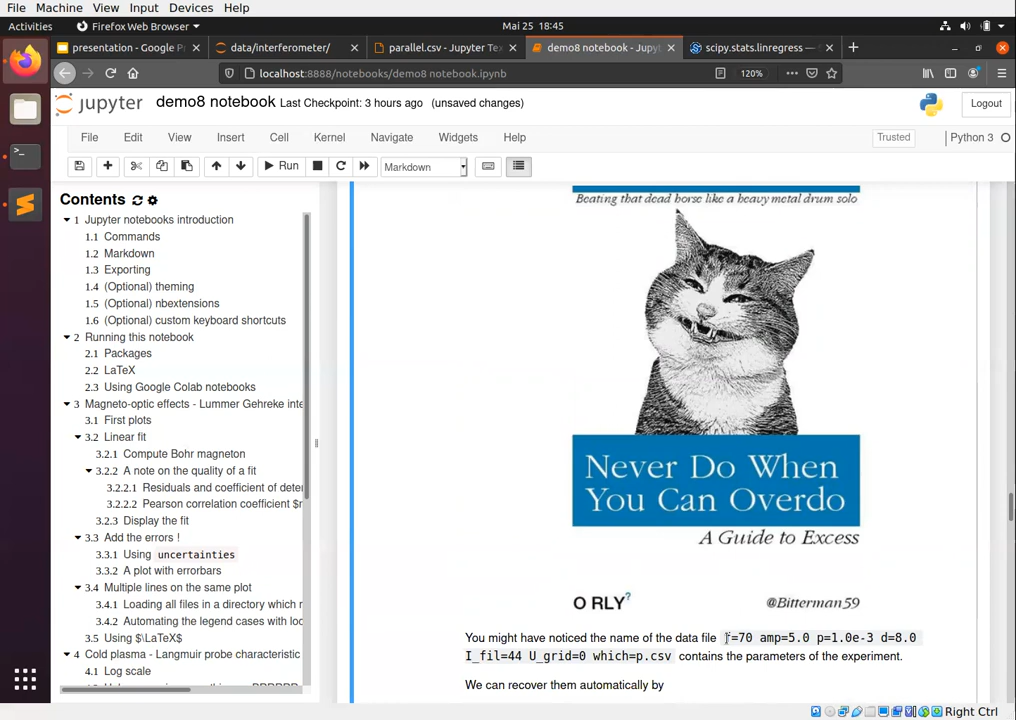 File Machine View Input Devices Help
Activities Firefox Web Browser Mai 25 18:45
presentation - Google P data/interferometer/ parallel.csv - Jupyter Te demo8 notebook - Jupy scipy.stats.linregress —
localhost:8888/notebooks/demo8 notebook.ipynb 120%
jupyter demo8 notebook Last Checkpoint: 3 hours ago (unsaved changes) Logout
File Edit View Insert Cell Kernel Navigate Widgets Help Trusted Python 3
Run Markdown
Contents
1 Jupyter notebooks introduction
1.1 Commands
1.2 Markdown
1.3 Exporting
1.4 (Optional) theming
1.5 (Optional) nbextensions
1.6 (Optional) custom keyboard shortcuts
2 Running this notebook
2.1 Packages
2.2 LaTeX
2.3 Using Google Colab notebooks
3 Magneto-optic effects - Lummer Gehreke inte
3.1 First plots
3.2 Linear fit
3.2.1 Compute Bohr magneton
3.2.2 A note on the quality of a fit
3.2.2.1 Residuals and coefficient of deter
3.2.2.2 Pearson correlation coefficient $r
3.2.3 Display the fit
3.3 Add the errors !
3.3.1 Using uncertainties
3.3.2 A plot with errorbars
3.4 Multiple lines on the same plot
3.4.1 Loading all files in a directory which r
3.4.2 Automating the legend cases with loc
3.5 Using $\LaTeX$
4 Cold plasma - Langmuir probe characteristic
4.1 Log scale
Beating that dead horse like a heavy metal drum solo
Never Do When
You Can Overdo
A Guide to Excess
O RLY?
@Bitterman59
You might have noticed the name of the data file f=70 amp=5.0 p=1.0e-3 d=8.0
I_fil=44 U_grid=0 which=p.csv contains the parameters of the experiment.
We can recover them automatically by
Right Ctrl